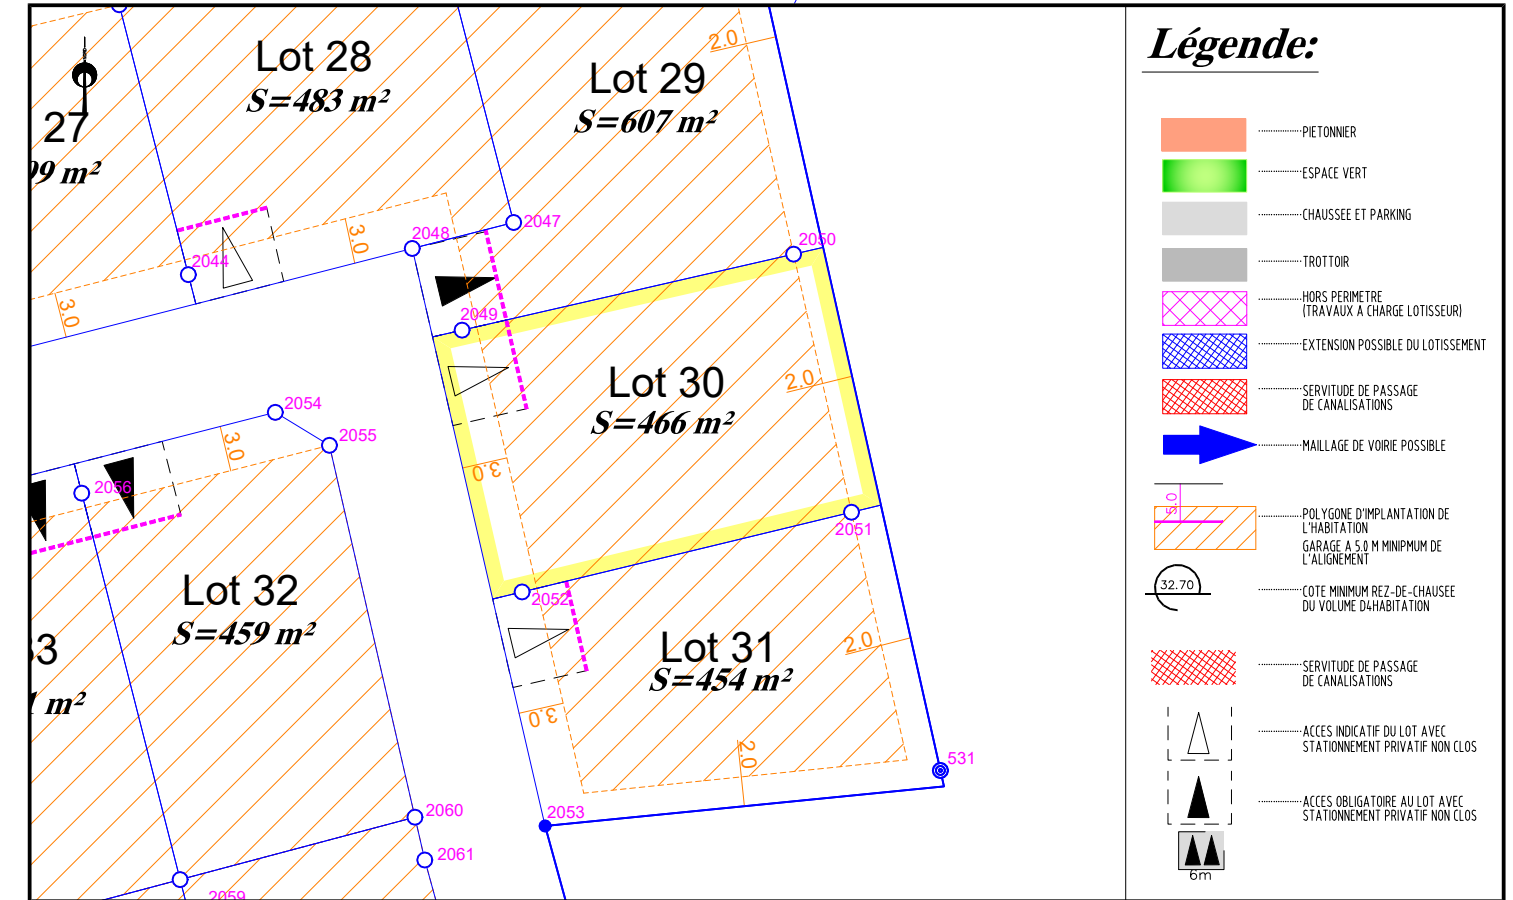 Lot 28
S=483 m²
Lot 29
S=607 m²
2.0
27
99 m²
2044
3.0
3.0
2048
2047
2050
2049
Lot 30
S=466 m²
2.0
3.0
2054
2055
3.0
2056
2051
2052
Lot 32
S=459 m²
33
1 m²
Lot 31
S=454 m²
2.0
3.0
2.0
531
2053
2060
2061
2059
Légende:
PIETONNIER
ESPACE VERT
CHAUSSEE ET PARKING
TROTTOIR
HORS PERIMETRE
(TRAVAUX A CHARGE LOTISSEUR)
EXTENSION POSSIBLE DU LOTISSEMENT
SERVITUDE DE PASSAGE
DE CANALISATIONS
MAILLAGE DE VOIRIE POSSIBLE
5.0
POLYGONE D'IMPLANTATION DE
L'HABITATION
GARAGE A 5.0 M MINIPMUM DE
L'ALIGNEMENT
32.70
COTE MINIMUM REZ-DE-CHAUSEE
DU VOLUME D4HABITATION
SERVITUDE DE PASSAGE
DE CANALISATIONS
ACCES INDICATIF DU LOT AVEC
STATIONNEMENT PRIVATIF NON CLOS
ACCES OBLIGATOIRE AU LOT AVEC
STATIONNEMENT PRIVATIF NON CLOS
6m